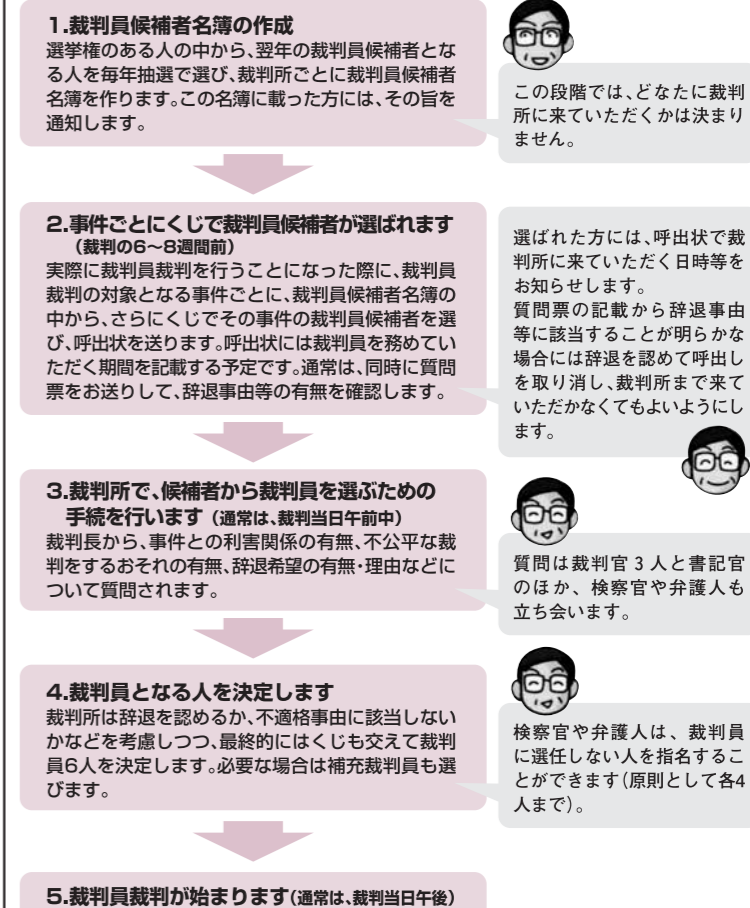 1.裁判員候補者名簿の作成
選挙権のある人の中から、翌年の裁判員候補者とな
る人を毎年抽選で選び、裁判所ごとに裁判員候補者
名簿を作ります。この名簿に載った方には、その旨を
通知します。
この段階では、どなたに裁判
所に来ていただくかは決まり
ません。
2.事件ごとにくじで裁判員候補者が選ばれます
(裁判の6〜8週間前)
実際に裁判員裁判を行うことになった際に、裁判員
裁判の対象となる事件ごとに、裁判員候補者名簿の
中から、さらにくじでその事件の裁判員候補者を選
び、呼出状を送ります。呼出状には裁判員を務めてい
ただく期間を記載する予定です。通常は、同時に質問
票をお送りして、辞退事由等の有無を確認します。
選ばれた方には、呼出状で裁
判所に来ていただく日時等を
お知らせします。
質問票の記載から辞退事由
等に該当することが明らかな
場合には辞退を認めて呼出し
を取り消し、裁判所まで来て
いただかなくてもよいようにし
ます。
3.裁判所で、候補者から裁判員を選ぶための
手続を行います(通常は、裁判当日午前中)
裁判長から、事件との利害関係の有無、不公平な裁
判をするおそれの有無、辞退希望の有無・理由などに
ついて質問されます。
質問は裁判官3人と書記官
のほか、検察官や弁護人も
立ち会います。
4.裁判員となる人を決定します
裁判所は辞退を認めるか、不適格事由に該当しない
かなどを考慮しつつ、最終的にはくじも交えて裁判
員6人を決定します。必要な場合は補充裁判員も選
びます。
検察官や弁護人は、裁判員
に選任しない人を指名するこ
とができます(原則として各4
人まで)。
5.裁判員裁判が始まります(通常は、裁判当日午後)